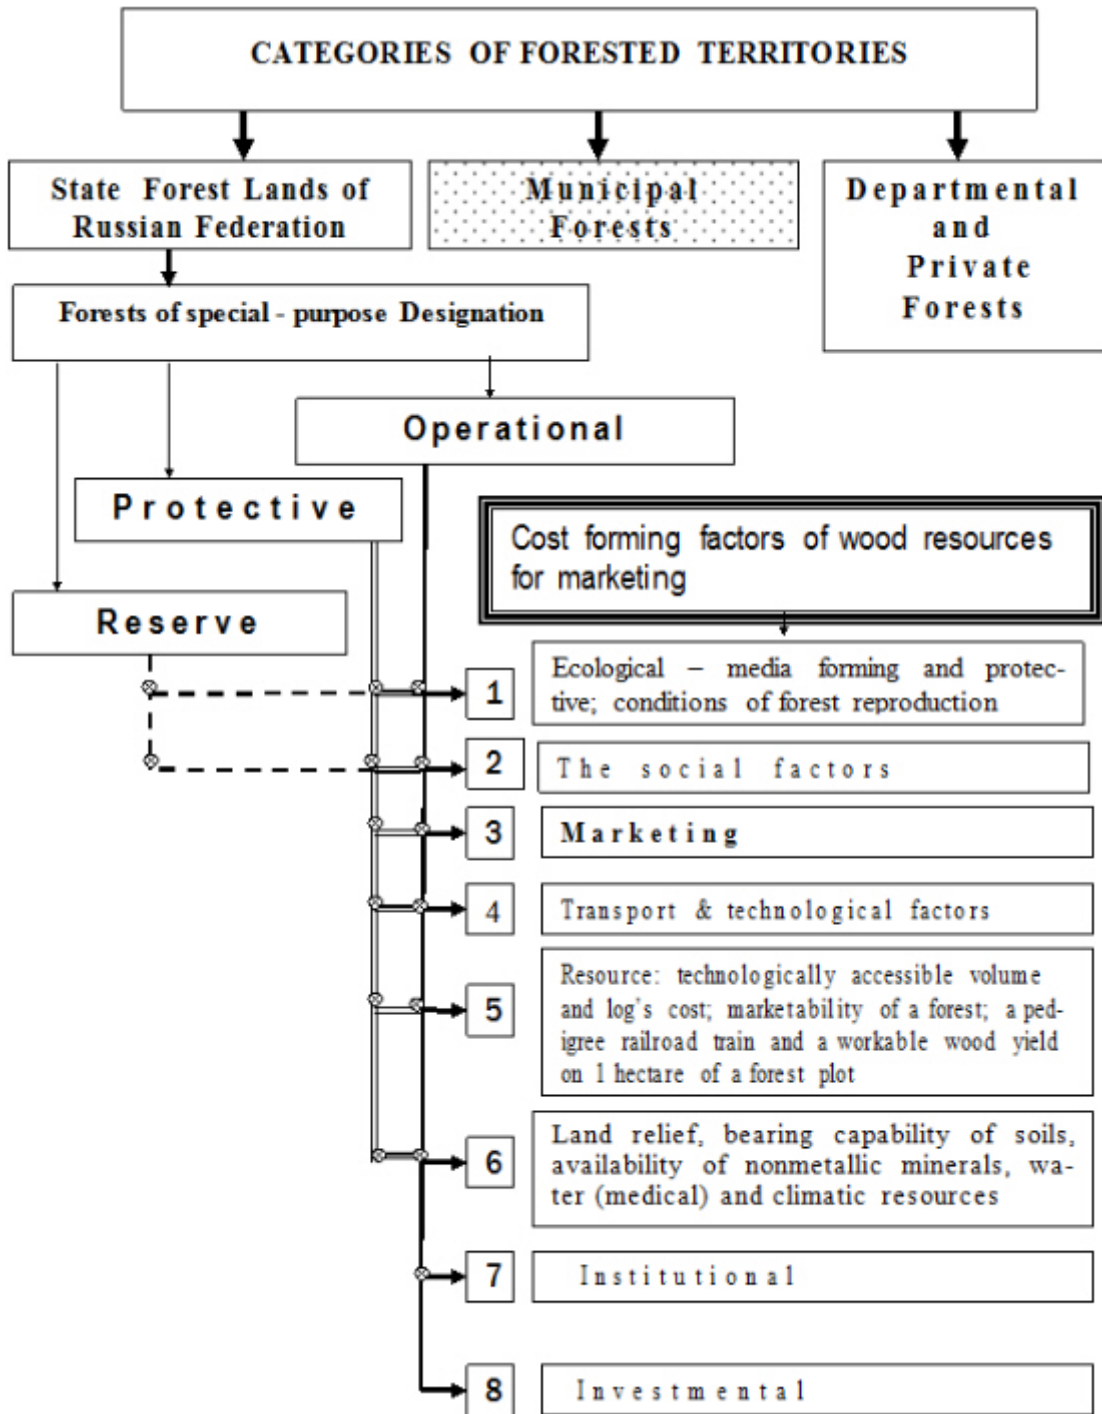 CATEGORIES OF FORESTED TERRITORIES
State Forest Lands of
Russian Federation
Municipal
Forests
Departmental
and
Private
Forests
Forests of special - purpose Designation
Operational
Protective
Reserve
Cost forming factors of wood resources
for marketing
1
Ecological – media forming and protec-
tive; conditions of forest reproduction
2
The social factors
3
Marketing
4
Transport & technological factors
5
Resource: technologically accessible volume
and log's cost; marketability of a forest; a ped-
igree railroad train and a workable wood yield
on 1 hectare of a forest plot
6
Land relief, bearing capability of soils,
availability of nonmetallic minerals, wa-
ter (medical) and climatic resources
7
Institutional
8
Investmental